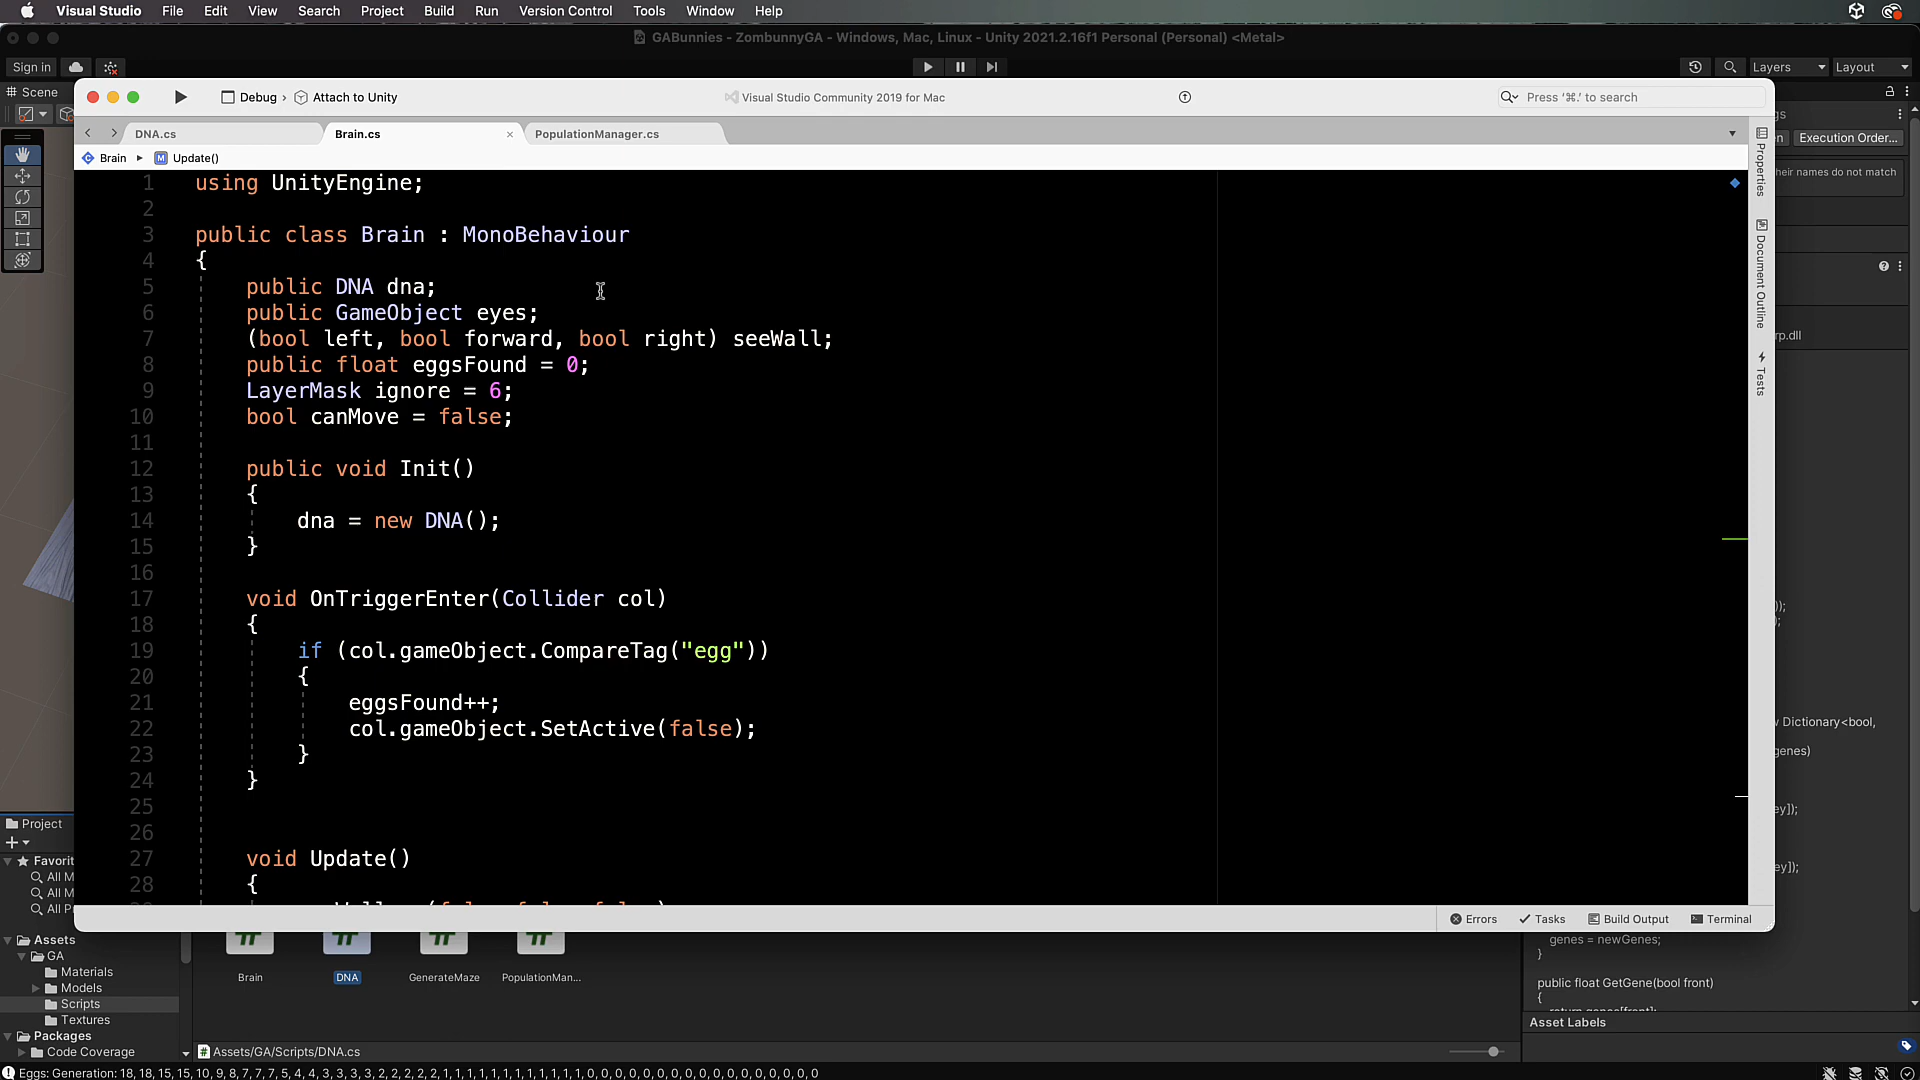 Visual Studio File Edit View Search Project Build Run Version Control Tools Window Help
GABunnies - ZombunnyGA - Windows, Mac, Linux - Unity 2021.2.16f1 Personal (Personal) <Metal>
Sign in
Layers
Layout
Scene
Debug › Attach to Unity
Visual Studio Community 2019 for Mac
Press '⌘.' to search
DNA.cs
Brain.cs
PopulationManager.cs
Execution Order...
Brain
Update()
heir names do not match
Properties
Document Outline
Tests
rp.dll
1 using UnityEngine;
2
3 public class Brain : MonoBehaviour
4 {
5 public DNA dna;
6 public GameObject eyes;
7 (bool left, bool forward, bool right) seeWall;
8 public float eggsFound = 0;
9 LayerMask ignore = 6;
10 bool canMove = false;
11
12 public void Init()
13 {
14 dna = new DNA();
15 }
16
17 void OnTriggerEnter(Collider col)
18 {
19 if (col.gameObject.CompareTag("egg"))
20 {
21 eggsFound++;
22 col.gameObject.SetActive(false);
23 }
24 }
25
26
27 void Update()
28 {
Dictionary<bool,
genes)
ey]);
ey]);
Errors
Tasks
Build Output
Terminal
Project
Favorit
All M
All M
All P
Assets
GA
Materials
Models
Scripts
Textures
Packages
Code Coverage
Brain
DNA
GenerateMaze
PopulationMan...
genes = newGenes;
}
public float GetGene(bool front)
{
Asset Labels
Assets/GA/Scripts/DNA.cs
Eggs: Generation: 18, 18, 15, 15, 10, 9, 8, 7, 7, 7, 5, 4, 4, 3, 3, 3, 3, 2, 2, 2, 2, 2, 1, 1, 1, 1, 1, 1, 1, 1, 1, 1, 1, 0, 0, 0, 0, 0, 0, 0, 0, 0, 0, 0, 0, 0, 0, 0, 0, 0